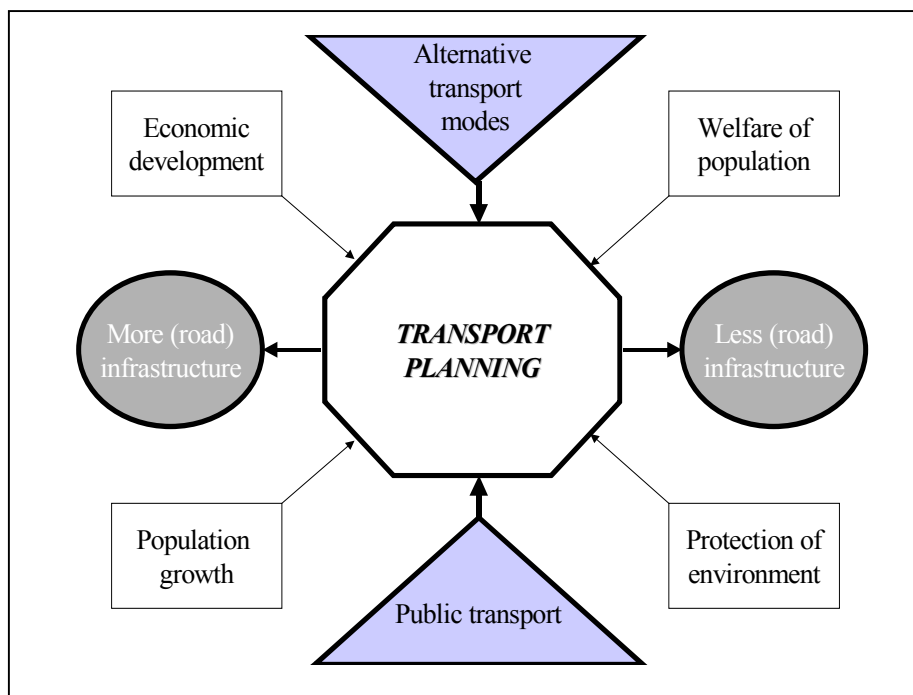 Alternative
transport
modes
Economic
development
Welfare of
population
More (road)
infrastructure
TRANSPORT
PLANNING
Less (road)
infrastructure
Population
growth
Protection of
environment
Public transport